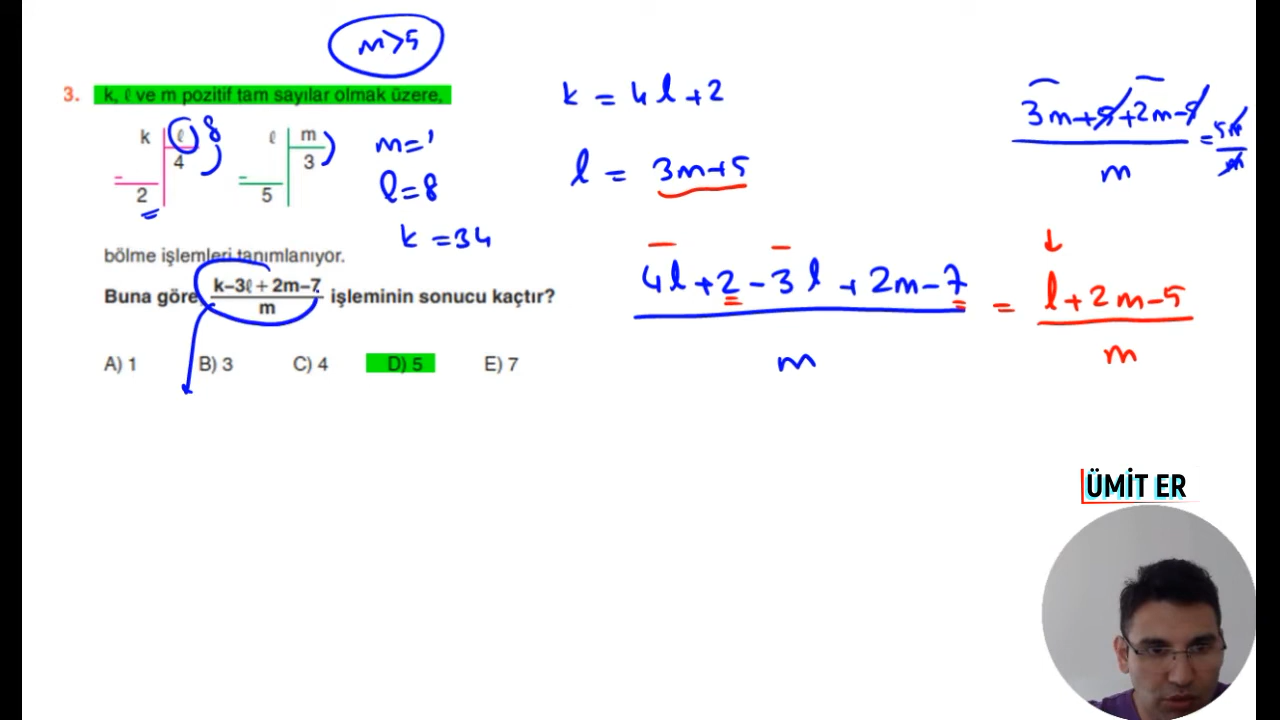 m>5
3. k, ℓ ve m pozitif tam sayılar olmak üzere,
k ℓ 8
4
2
ℓ m
3
5
m=1
l=8
k=34
k = 4l+2
l = 3m+5
bölme işlemleri tanımlanıyor.
Buna göre k–3ℓ + 2m–7 / m işleminin sonucu kaçtır?
A) 1 B) 3 C) 4 D) 5 E) 7
4l+2-3l+2m-7 / m = l+2m-5 / m
3m+5+2m-5 / m = 5m / m
ÜMİT ER